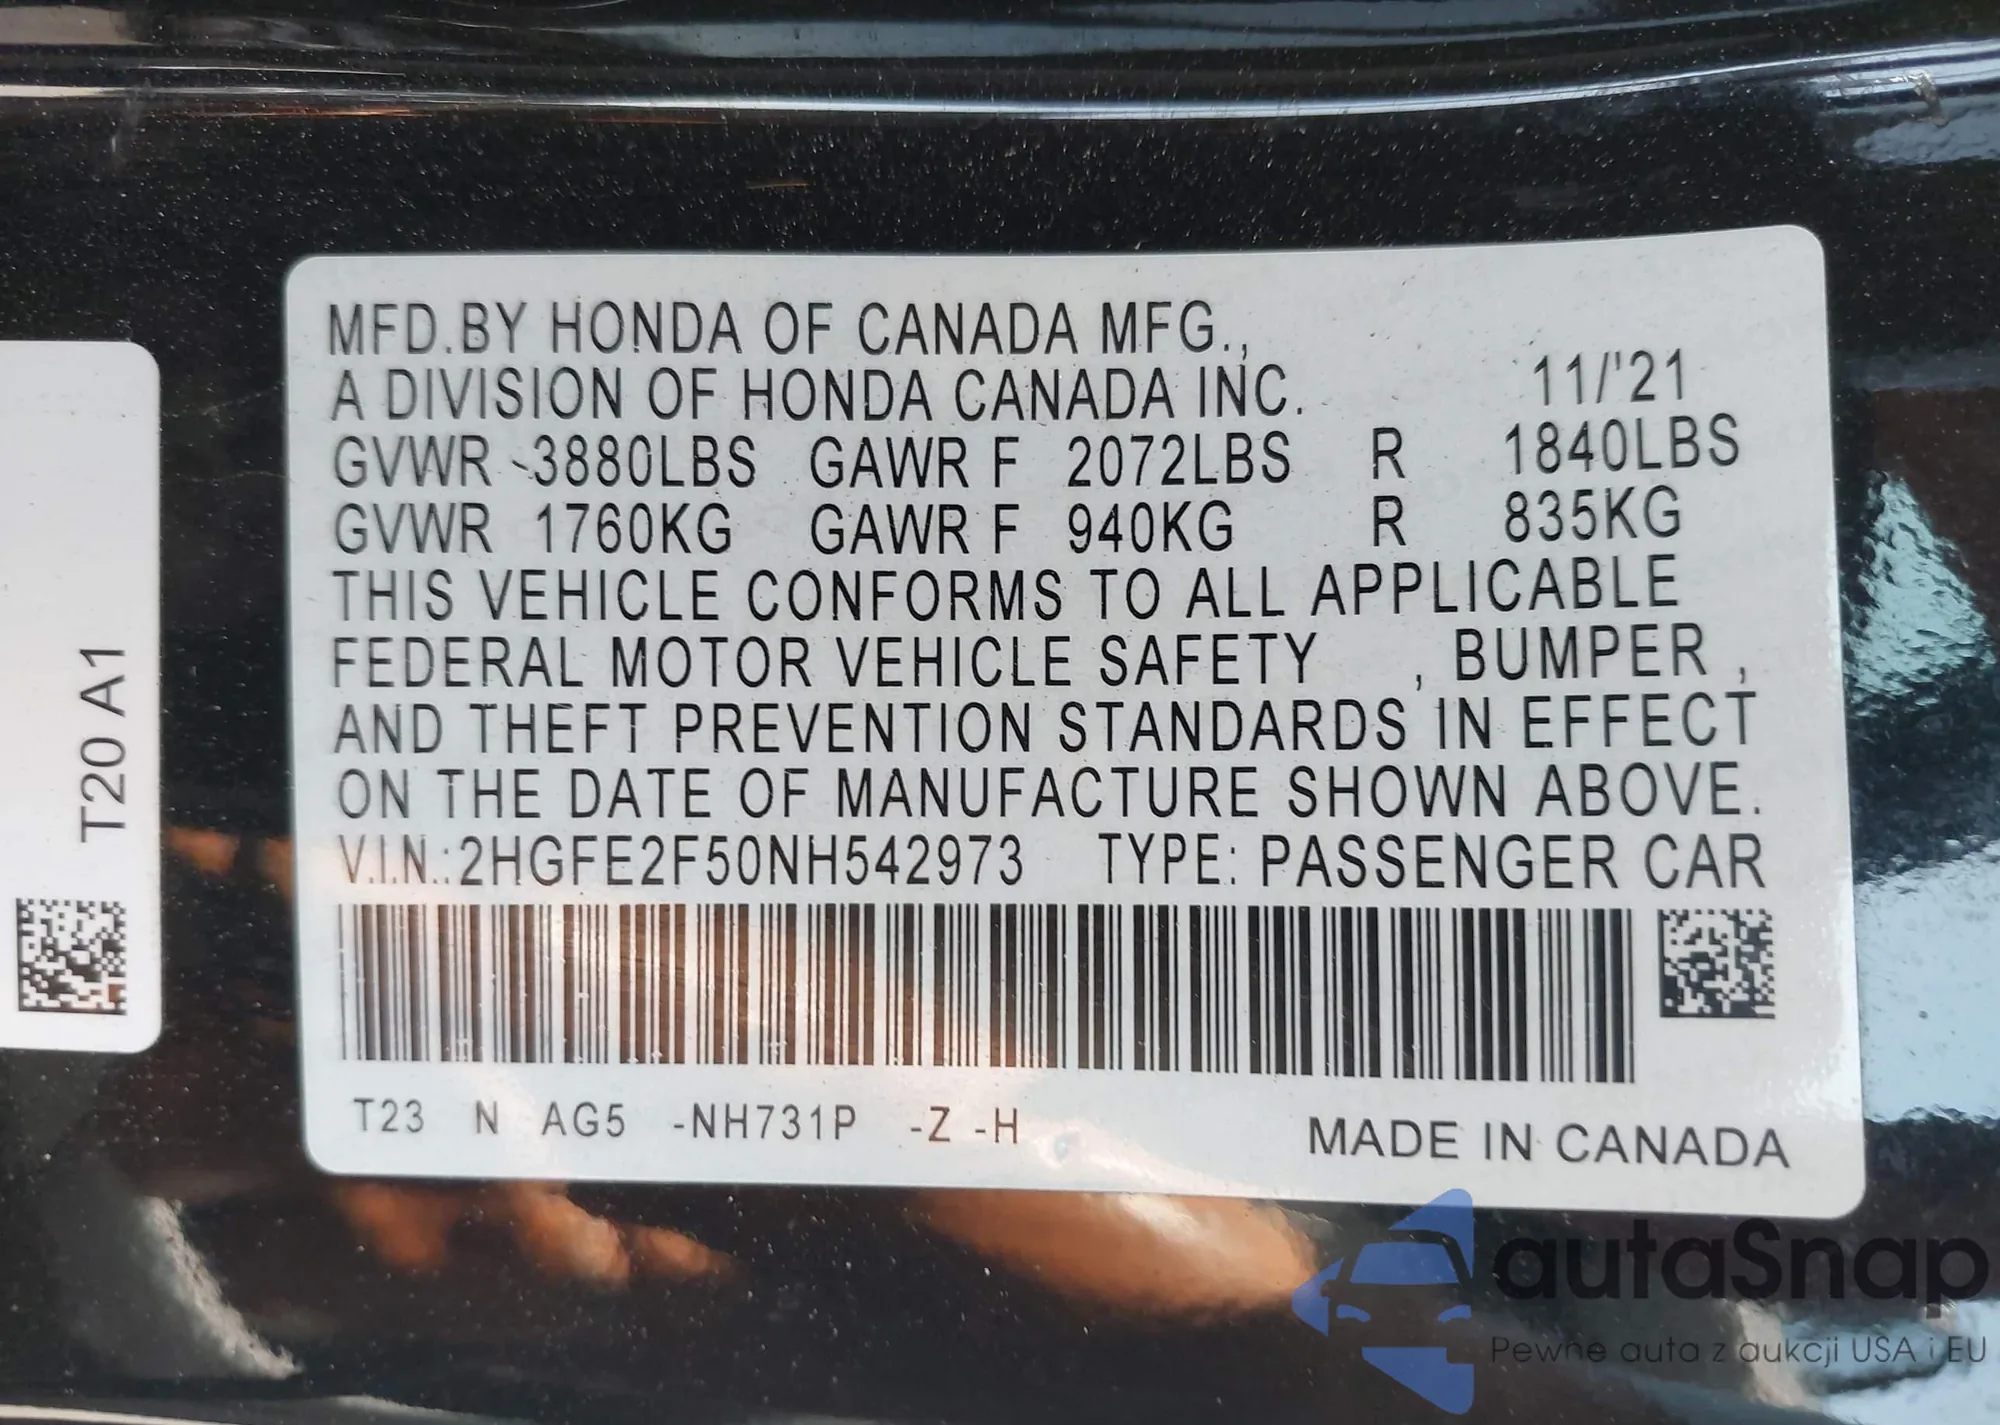 MFD.BY HONDA OF CANADA MFG.,
A DIVISION OF HONDA CANADA INC. 11/'21
GVWR 3880LBS GAWR F 2072LBS R 1840LBS
GVWR 1760KG GAWR F 940KG R 835KG
THIS VEHICLE CONFORMS TO ALL APPLICABLE
FEDERAL MOTOR VEHICLE SAFETY , BUMPER ,
AND THEFT PREVENTION STANDARDS IN EFFECT
ON THE DATE OF MANUFACTURE SHOWN ABOVE.
V.I.N.:2HGFE2F50NH542973 TYPE: PASSENGER CAR
T23 N AG5 -NH731P -Z -H MADE IN CANADA
T20 A1
autaSnap
Pewne auta z aukcji USA i EU